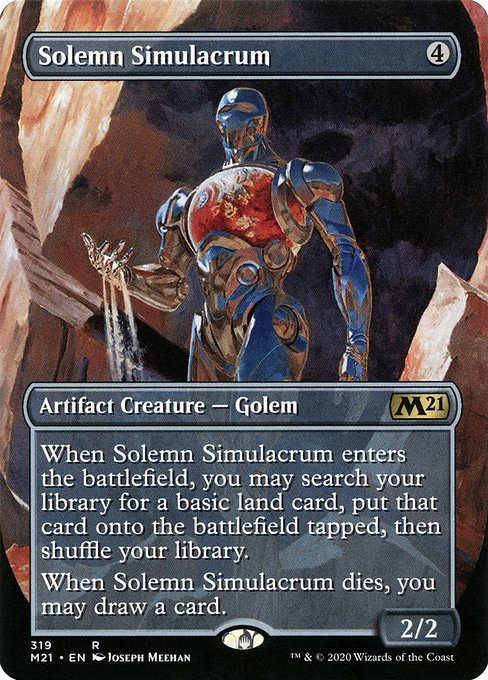 Solemn Simulacrum 4
Artifact Creature — Golem M21
When Solemn Simulacrum enters
the battlefield, you may search your
library for a basic land card, put that
card onto the battlefield tapped, then
shuffle your library.
When Solemn Simulacrum dies, you
may draw a card.
2/2
319 R
M21 • EN Joseph Meehan ™ & © 2020 Wizards of the Coast